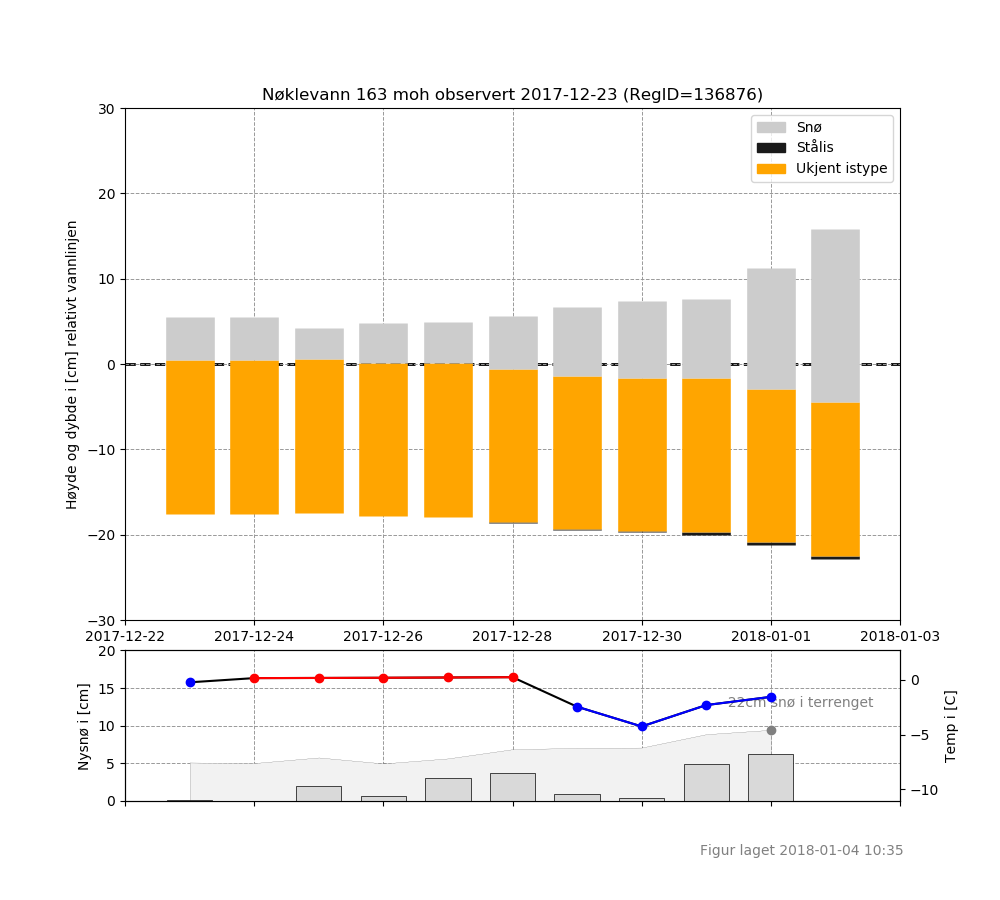 Nøklevann 163 moh observert 2017-12-23 (RegID=136876)
Høyde og dybde i [cm] relativt vannlinjen
30
20
10
0
−10
−20
−30
Snø
Stålis
Ukjent istype
2017-12-22 2017-12-24 2017-12-26 2017-12-28 2017-12-30 2018-01-01 2018-01-03
Nysnø i [cm]
20
15
10
5
0
22cm snø i terrenget
0
−5
−10
Temp i [C]
Figur laget 2018-01-04 10:35